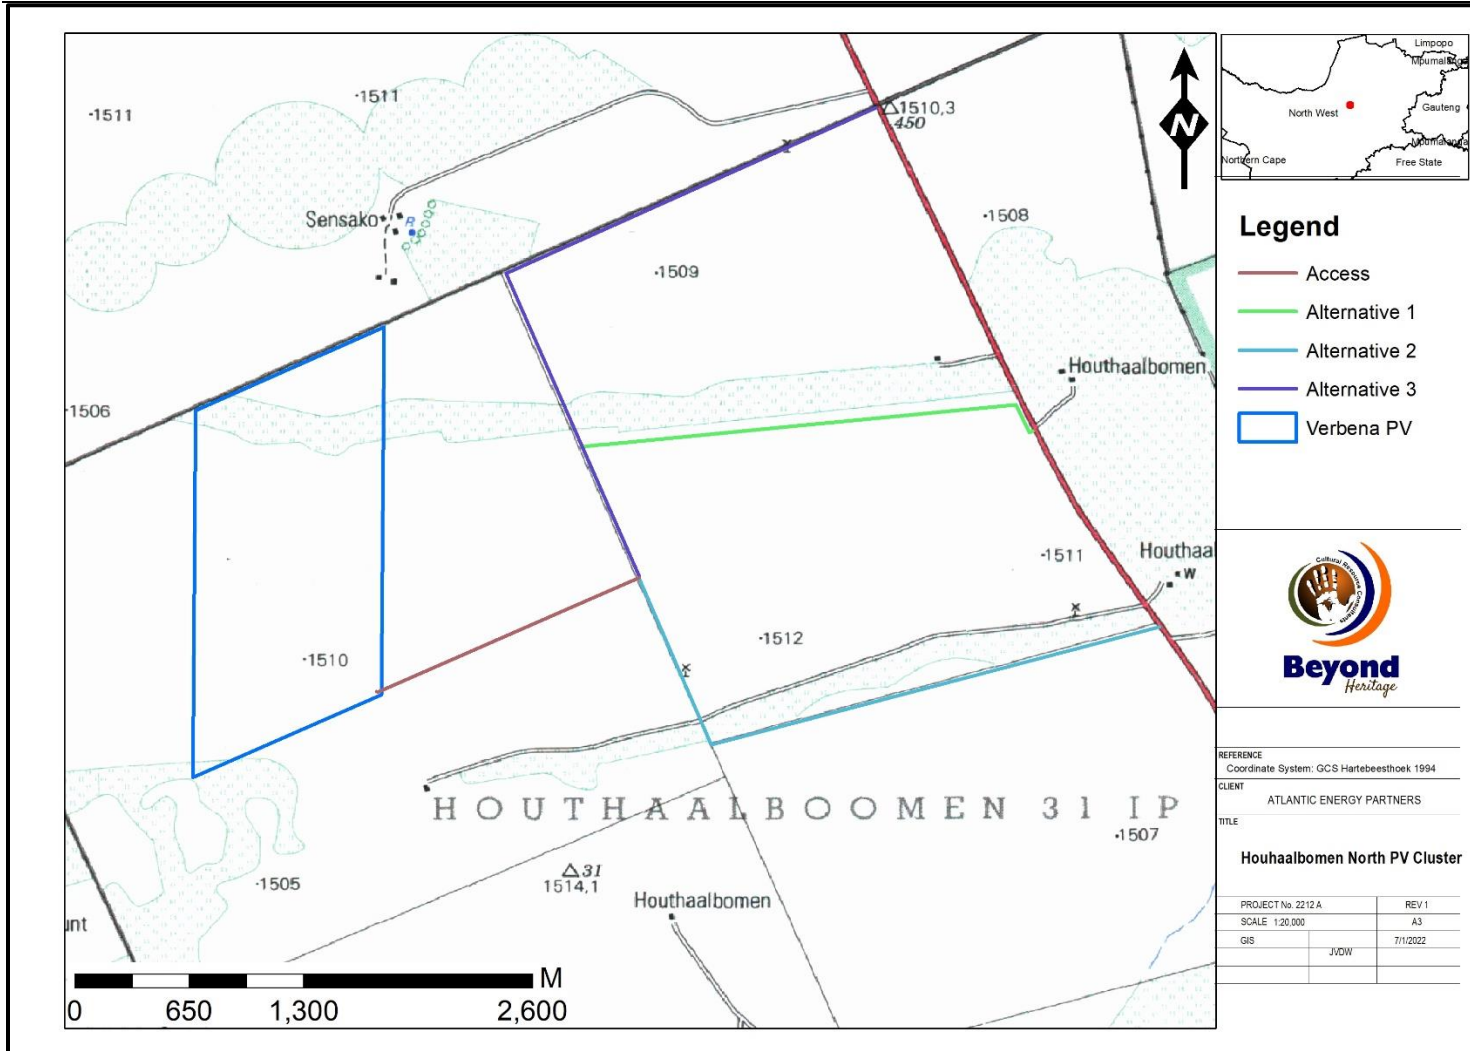 ·1511
·1511
1510,3
450
Sensako
R
·1508
·1509
·1506
Houthaalbomen
·1511
Houthaal
W
·1512
·1510
HOUTHAALBOOMEN 31 IP
·1507
31
1514,1
·1505
Houthaalbomen
unt
M
0 650 1,300 2,600
N
Limpopo
North West
Gauteng
Northern Cape
Free State
Legend
Access
Alternative 1
Alternative 2
Alternative 3
Verbena PV
Cultural Resource Consultants
Beyond
Heritage
REFERENCE
Coordinate System: GCS Hartebeesthoek 1994
CLIENT
ATLANTIC ENERGY PARTNERS
TITLE
Houhaalbomen North PV Cluster
PROJECT No. 2212 A REV 1
SCALE 1:20,000 A3
GIS 7/1/2022
JVDW